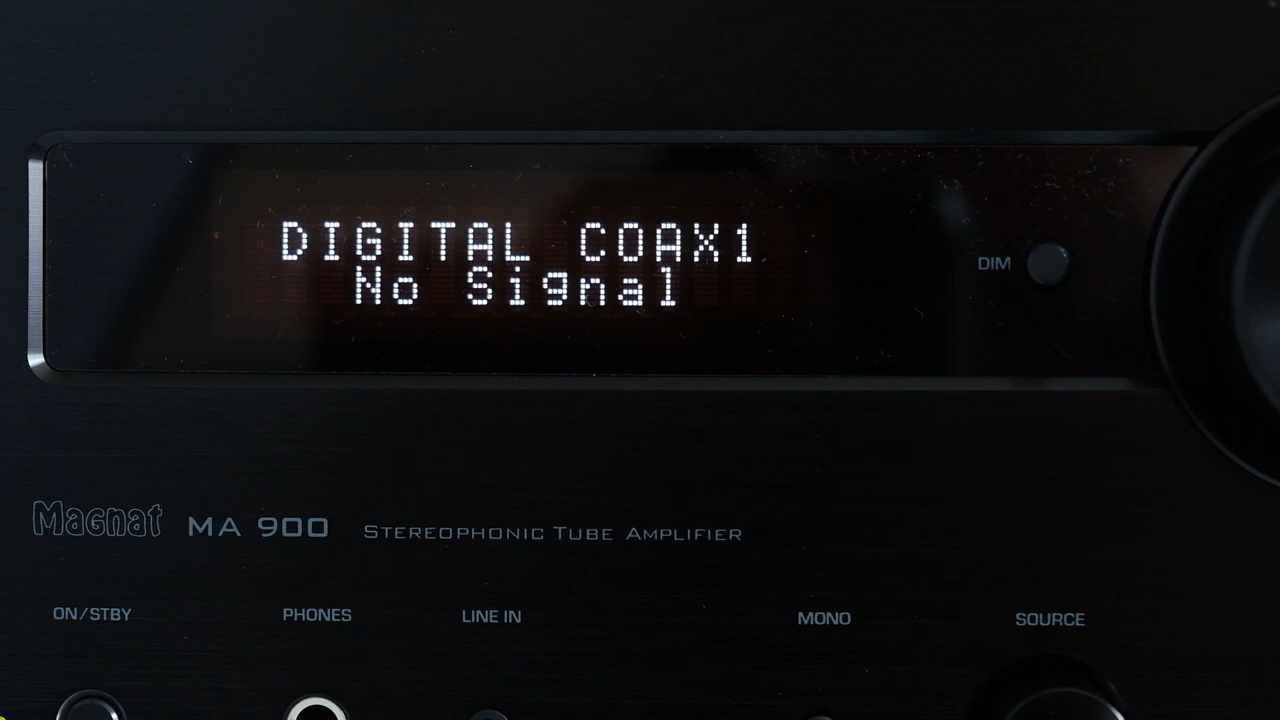 DIGITAL COAX1
No Signal
DIM
Magnat MA 900 STEREOPHONIC TUBE AMPLIFIER
ON/STBY PHONES LINE IN MONO SOURCE